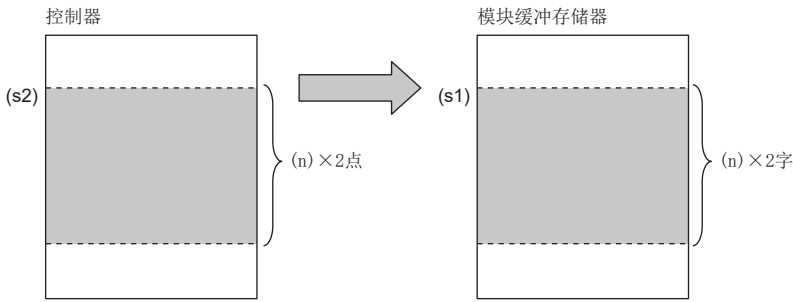 控制器
模块缓冲存储器
(s2)
(s1)
(n)×2点
(n)×2字